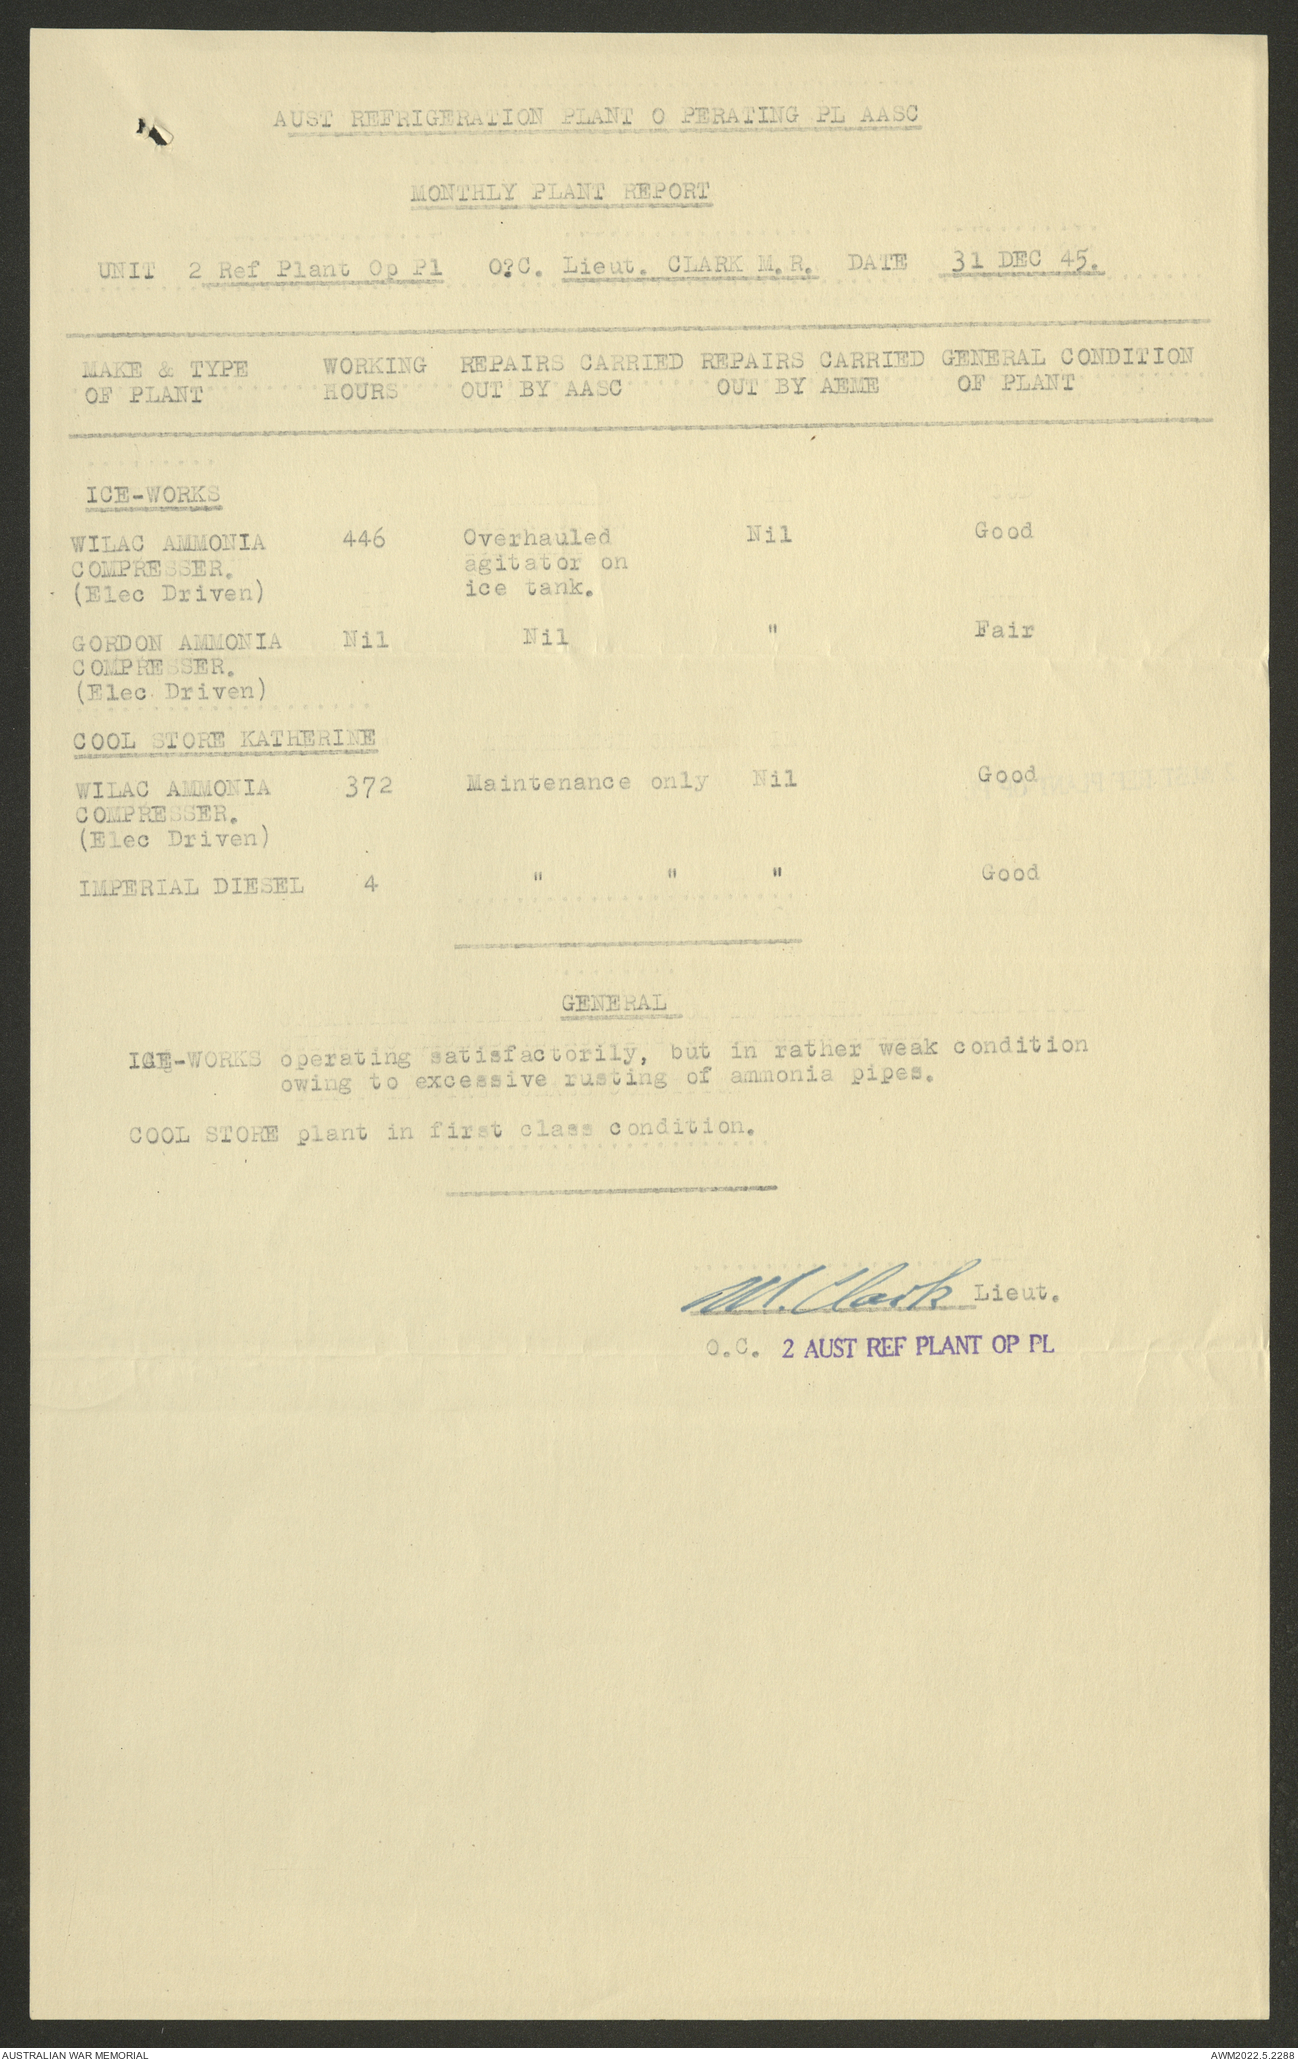 AUST REFRIGERATION PLANT O PERATING PL AASC
MONTHLY PLANT REPORT
UNIT 2 Ref Plant Op Pl O?C. Lieut. CLARK M.R. DATE 31 DEC 45.
MAKE & TYPE WORKING REPAIRS CARRIED REPAIRS CARRIED GENERAL CONDITION
OF PLANT HOURS OUT BY AASC OUT BY AEME OF PLANT
ICE-WORKS
WILAC AMMONIA 446 Overhauled Nil Good
COMPRESSER. agitator on
(Elec Driven) ice tank.
GORDON AMMONIA Nil Nil " Fair
COMPRESSER.
(Elec Driven)
COOL STORE KATHERINE
WILAC AMMONIA 372 Maintenance only Nil Good
COMPRESSER.
(Elec Driven)
IMPERIAL DIESEL 4 " " " Good
GENERAL
ICE-WORKS operating satisfactorily, but in rather weak condition
owing to excessive rusting of ammonia pipes.
COOL STORE plant in first class condition.
M. Clark Lieut.
O.C. 2 AUST REF PLANT OP PL
AUSTRALIAN WAR MEMORIAL AWM2022.5.2288